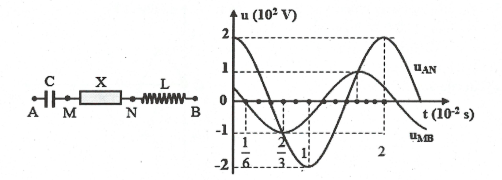 C X L
A M N B
u (10² V)
2
u_AN
1
0
t (10⁻² s)
-1
1/6 2/3 1 2
u_MB
-2